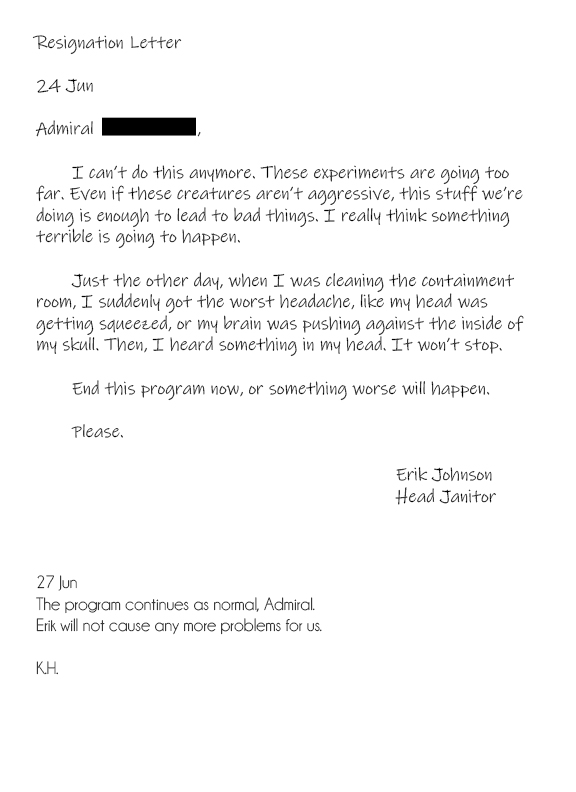 Resignation Letter
24 Jun
Admiral ,
I can't do this anymore. These experiments are going too
far. Even if these creatures aren't aggressive, this stuff we're
doing is enough to lead to bad things. I really think something
terrible is going to happen.
Just the other day, when I was cleaning the containment
room, I suddenly got the worst headache, like my head was
getting squeezed, or my brain was pushing against the inside of
my skull. Then, I heard something in my head. It won't stop.
End this program now, or something worse will happen.
Please.
Erik Johnson
Head Janitor
27 Jun
The program continues as normal, Admiral.
Erik will not cause any more problems for us.
K.H.